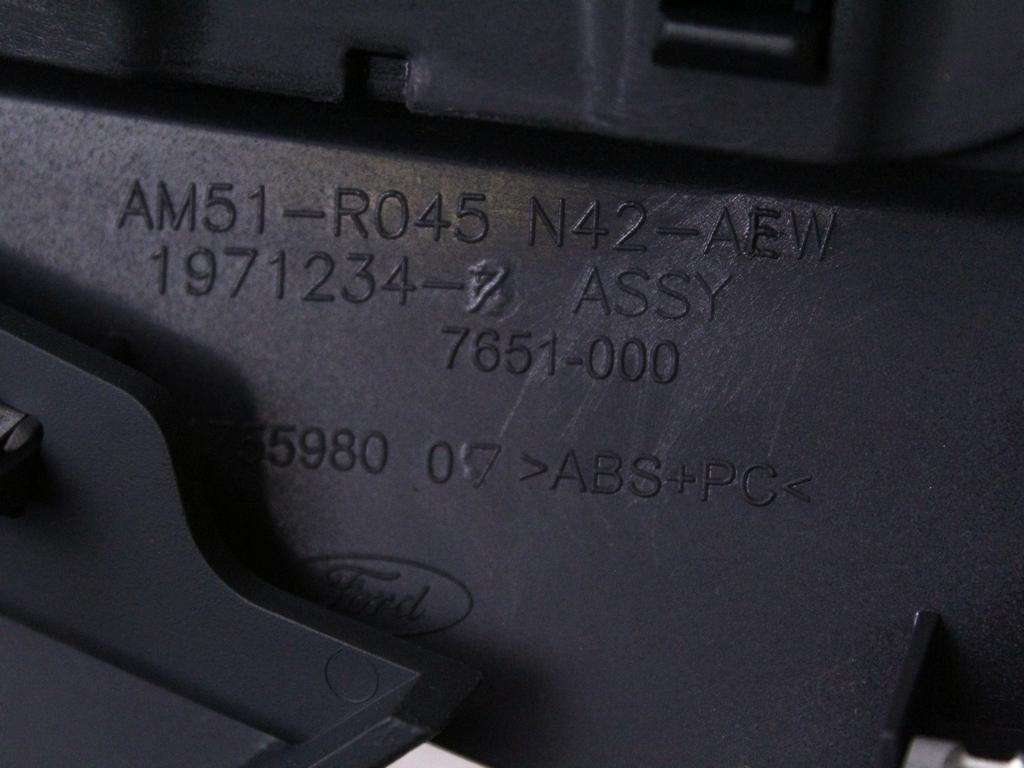 AM51-R045 N42-AEW
1971234- ASSY
7651-000
55980 07 >ABS+PC<
Ford